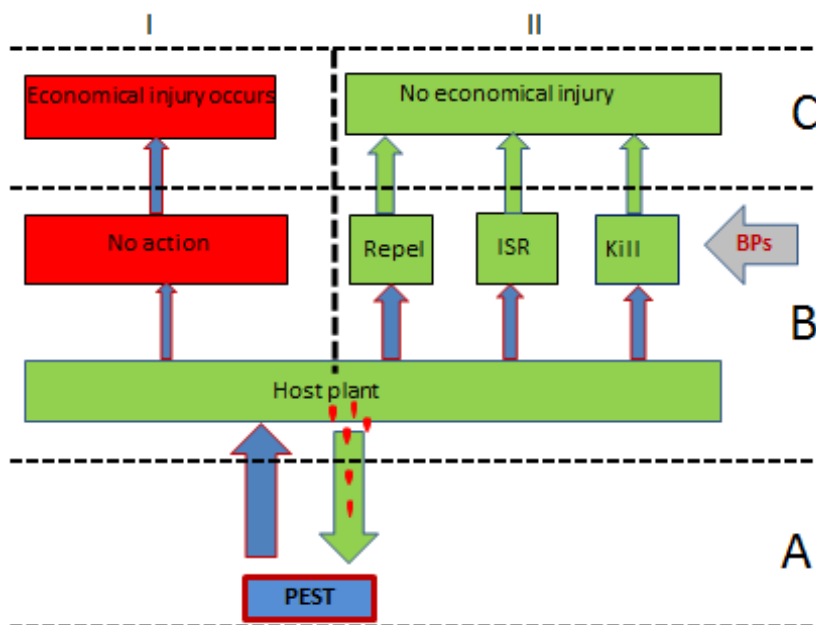 I
II
Economical injury occurs
No economical injury
C
No action
Repel
ISR
Kill
BPs
B
Host plant
A
PEST